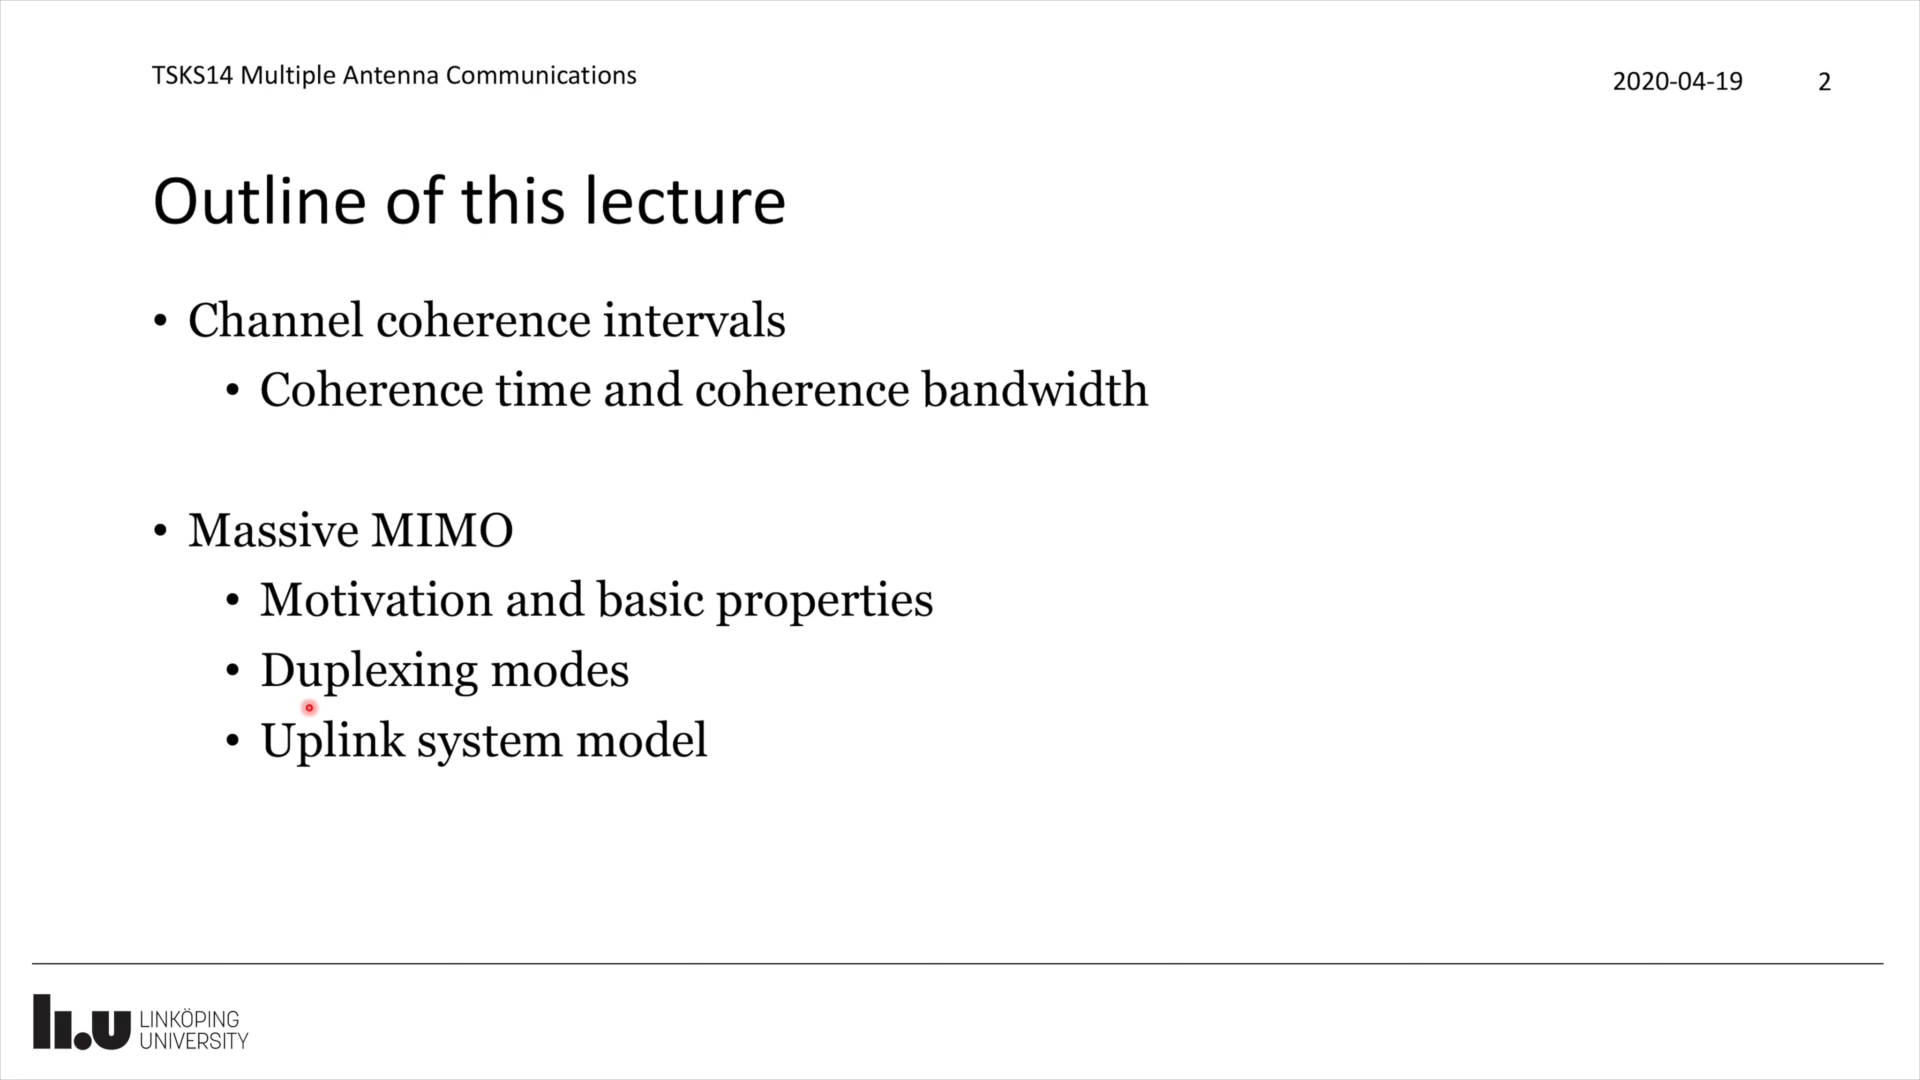 TSKS14 Multiple Antenna Communications
2020-04-19 2
Outline of this lecture
• Channel coherence intervals
• Coherence time and coherence bandwidth
• Massive MIMO
• Motivation and basic properties
• Duplexing modes
• Uplink system model
li.u LINKÖPING
UNIVERSITY